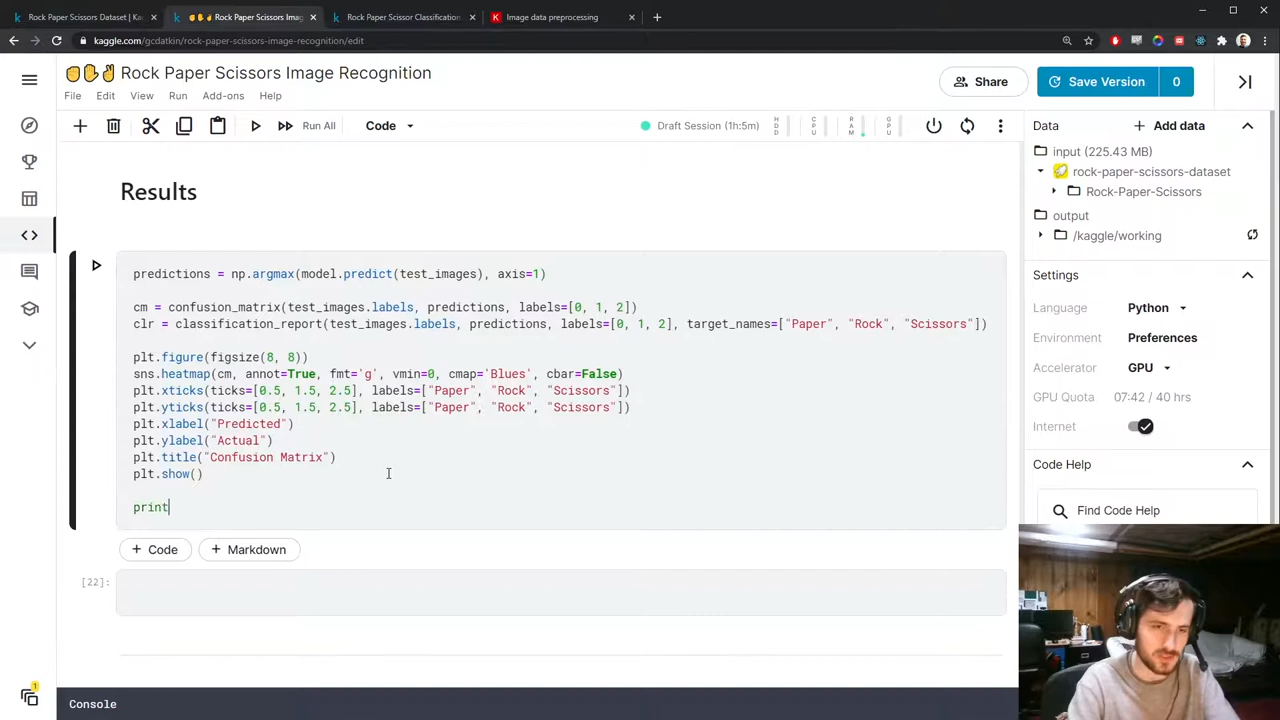 Rock Paper Scissors Dataset | Ka
Rock Paper Scissors Ima
Rock Paper Scissor Classification
Image data preprocessing
kaggle.com/gcdatkin/rock-paper-scissors-image-recognition/edit
✊✋✌ Rock Paper Scissors Image Recognition
Share
Save Version
0
File Edit View Run Add-ons Help
Run All
Code
Draft Session (1h:5m)
HDD
CPU
RAM
GPU
Data
+ Add data
input (225.43 MB)
rock-paper-scissors-dataset
Rock-Paper-Scissors
output
/kaggle/working
Settings
Language Python
Environment Preferences
Accelerator GPU
GPU Quota 07:42 / 40 hrs
Internet
Code Help
Find Code Help
Results
predictions = np.argmax(model.predict(test_images), axis=1)
cm = confusion_matrix(test_images.labels, predictions, labels=[0, 1, 2])
clr = classification_report(test_images.labels, predictions, labels=[0, 1, 2], target_names=["Paper", "Rock", "Scissors"])
plt.figure(figsize(8, 8))
sns.heatmap(cm, annot=True, fmt='g', vmin=0, cmap='Blues', cbar=False)
plt.xticks(ticks=[0.5, 1.5, 2.5], labels=["Paper", "Rock", "Scissors"])
plt.yticks(ticks=[0.5, 1.5, 2.5], labels=["Paper", "Rock", "Scissors"])
plt.xlabel("Predicted")
plt.ylabel("Actual")
plt.title("Confusion Matrix")
plt.show()
print
+ Code
+ Markdown
[22]:
Console
1